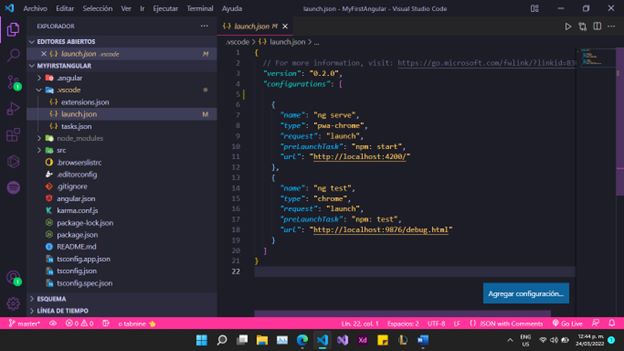 Archivo Editar Selección Ver Ir Ejecutar Terminal Ayuda
launch.json - MyFirstAngular - Visual Studio Code
EXPLORADOR
EDITORES ABIERTOS
launch.json .vscode M
MYFIRSTANGULAR
.angular
.vscode
extensions.json
launch.json M
tasks.json
node_modules
src
.browserslistrc
.editorconfig
.gitignore
angular.json
karma.conf.js
package-lock.json
package.json
README.md
tsconfig.app.json
tsconfig.json
tsconfig.spec.json
ESQUEMA
LÍNEA DE TIEMPO
launch.json M
.vscode > launch.json > ...
1 {
2 // For more information, visit: https://go.microsoft.com/fwlink/?linkid=830
3 "version": "0.2.0",
4 "configurations": [
5
6 {
7 "name": "ng serve",
8 "type": "pwa-chrome",
9 "request": "launch",
10 "preLaunchTask": "npm: start",
11 "url": "http://localhost:4200/"
12 },
13 {
14 "name": "ng test",
15 "type": "chrome",
16 "request": "launch",
17 "preLaunchTask": "npm: test",
18 "url": "http://localhost:9876/debug.html"
19 }
20 ]
21 }
22
Agregar configuración...
master* 0 0 tabnine Lín. 22, col. 1 Espacios: 2 UTF-8 LF {} JSON with Comments Go Live
ENG US 12:44 p. m. 24/03/2022 1